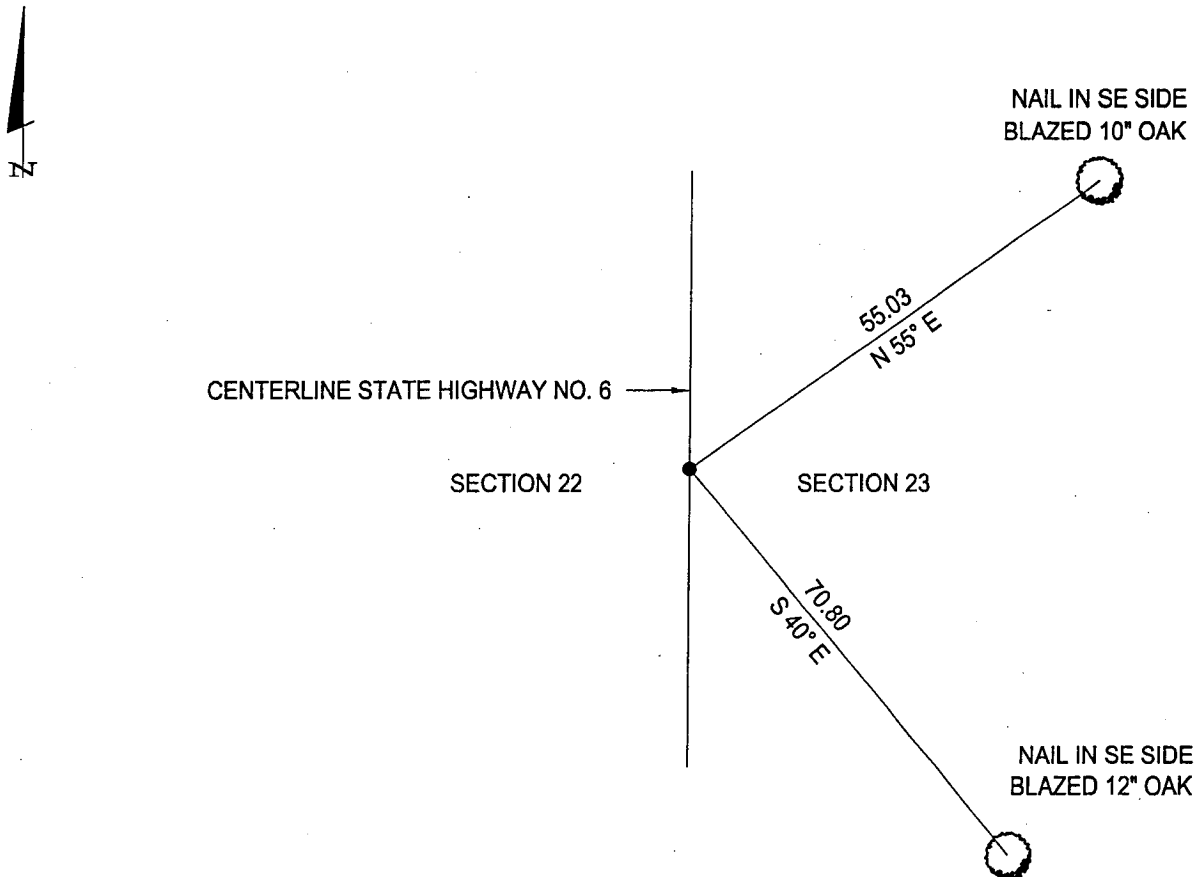 N
NAIL IN SE SIDE
BLAZED 10" OAK
55.03
N 55° E
CENTERLINE STATE HIGHWAY NO. 6
SECTION 22
SECTION 23
70.80
S 40° E
NAIL IN SE SIDE
BLAZED 12" OAK